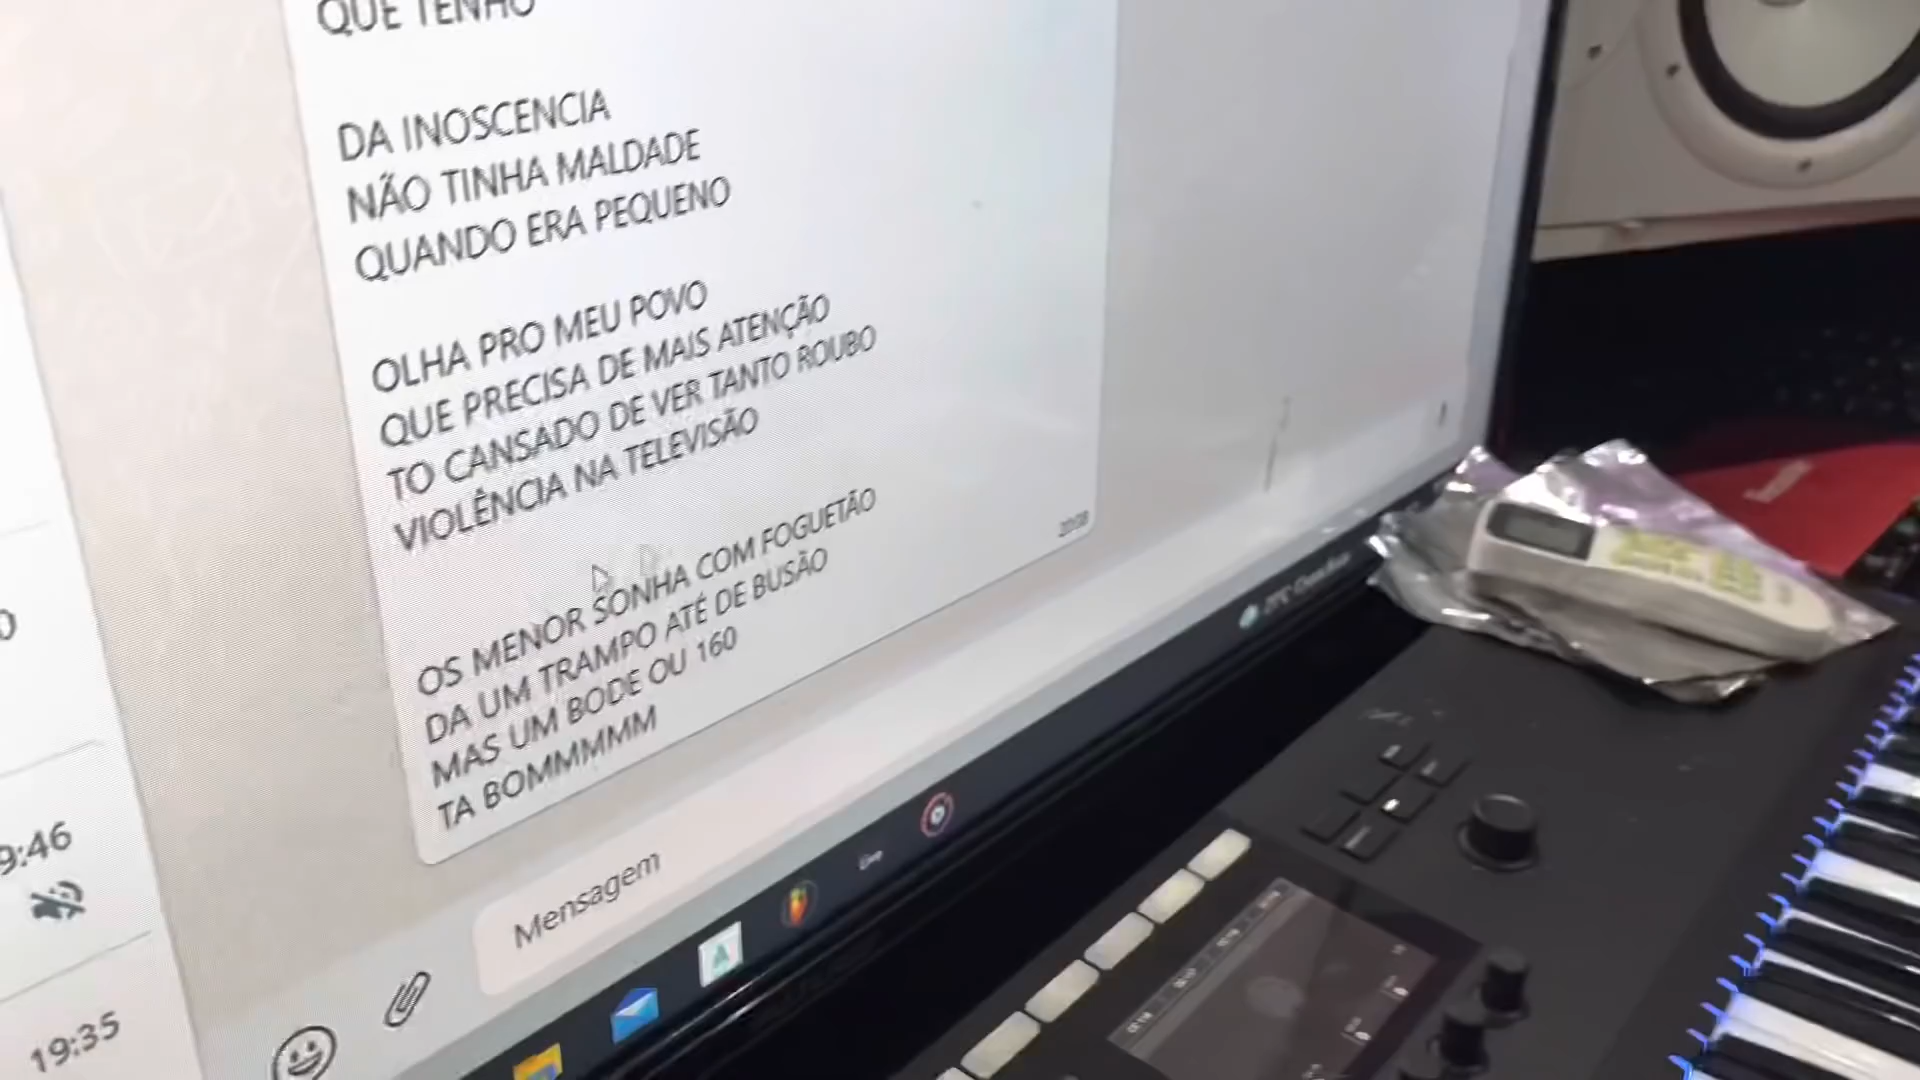 QUE TENHO
DA INOSCENCIA
NÃO TINHA MALDADE
QUANDO ERA PEQUENO
OLHA PRO MEU POVO
QUE PRECISA DE MAIS ATENÇÃO
TO CANSADO DE VER TANTO ROUBO
VIOLÊNCIA NA TELEVISÃO
OS MENOR SONHA COM FOGUETÃO
DA UM TRAMPO ATÉ DE BUSÃO
MAS UM BODE OU 160
TA BOMMMMM
20:08
9:46
19:35
Mensagem